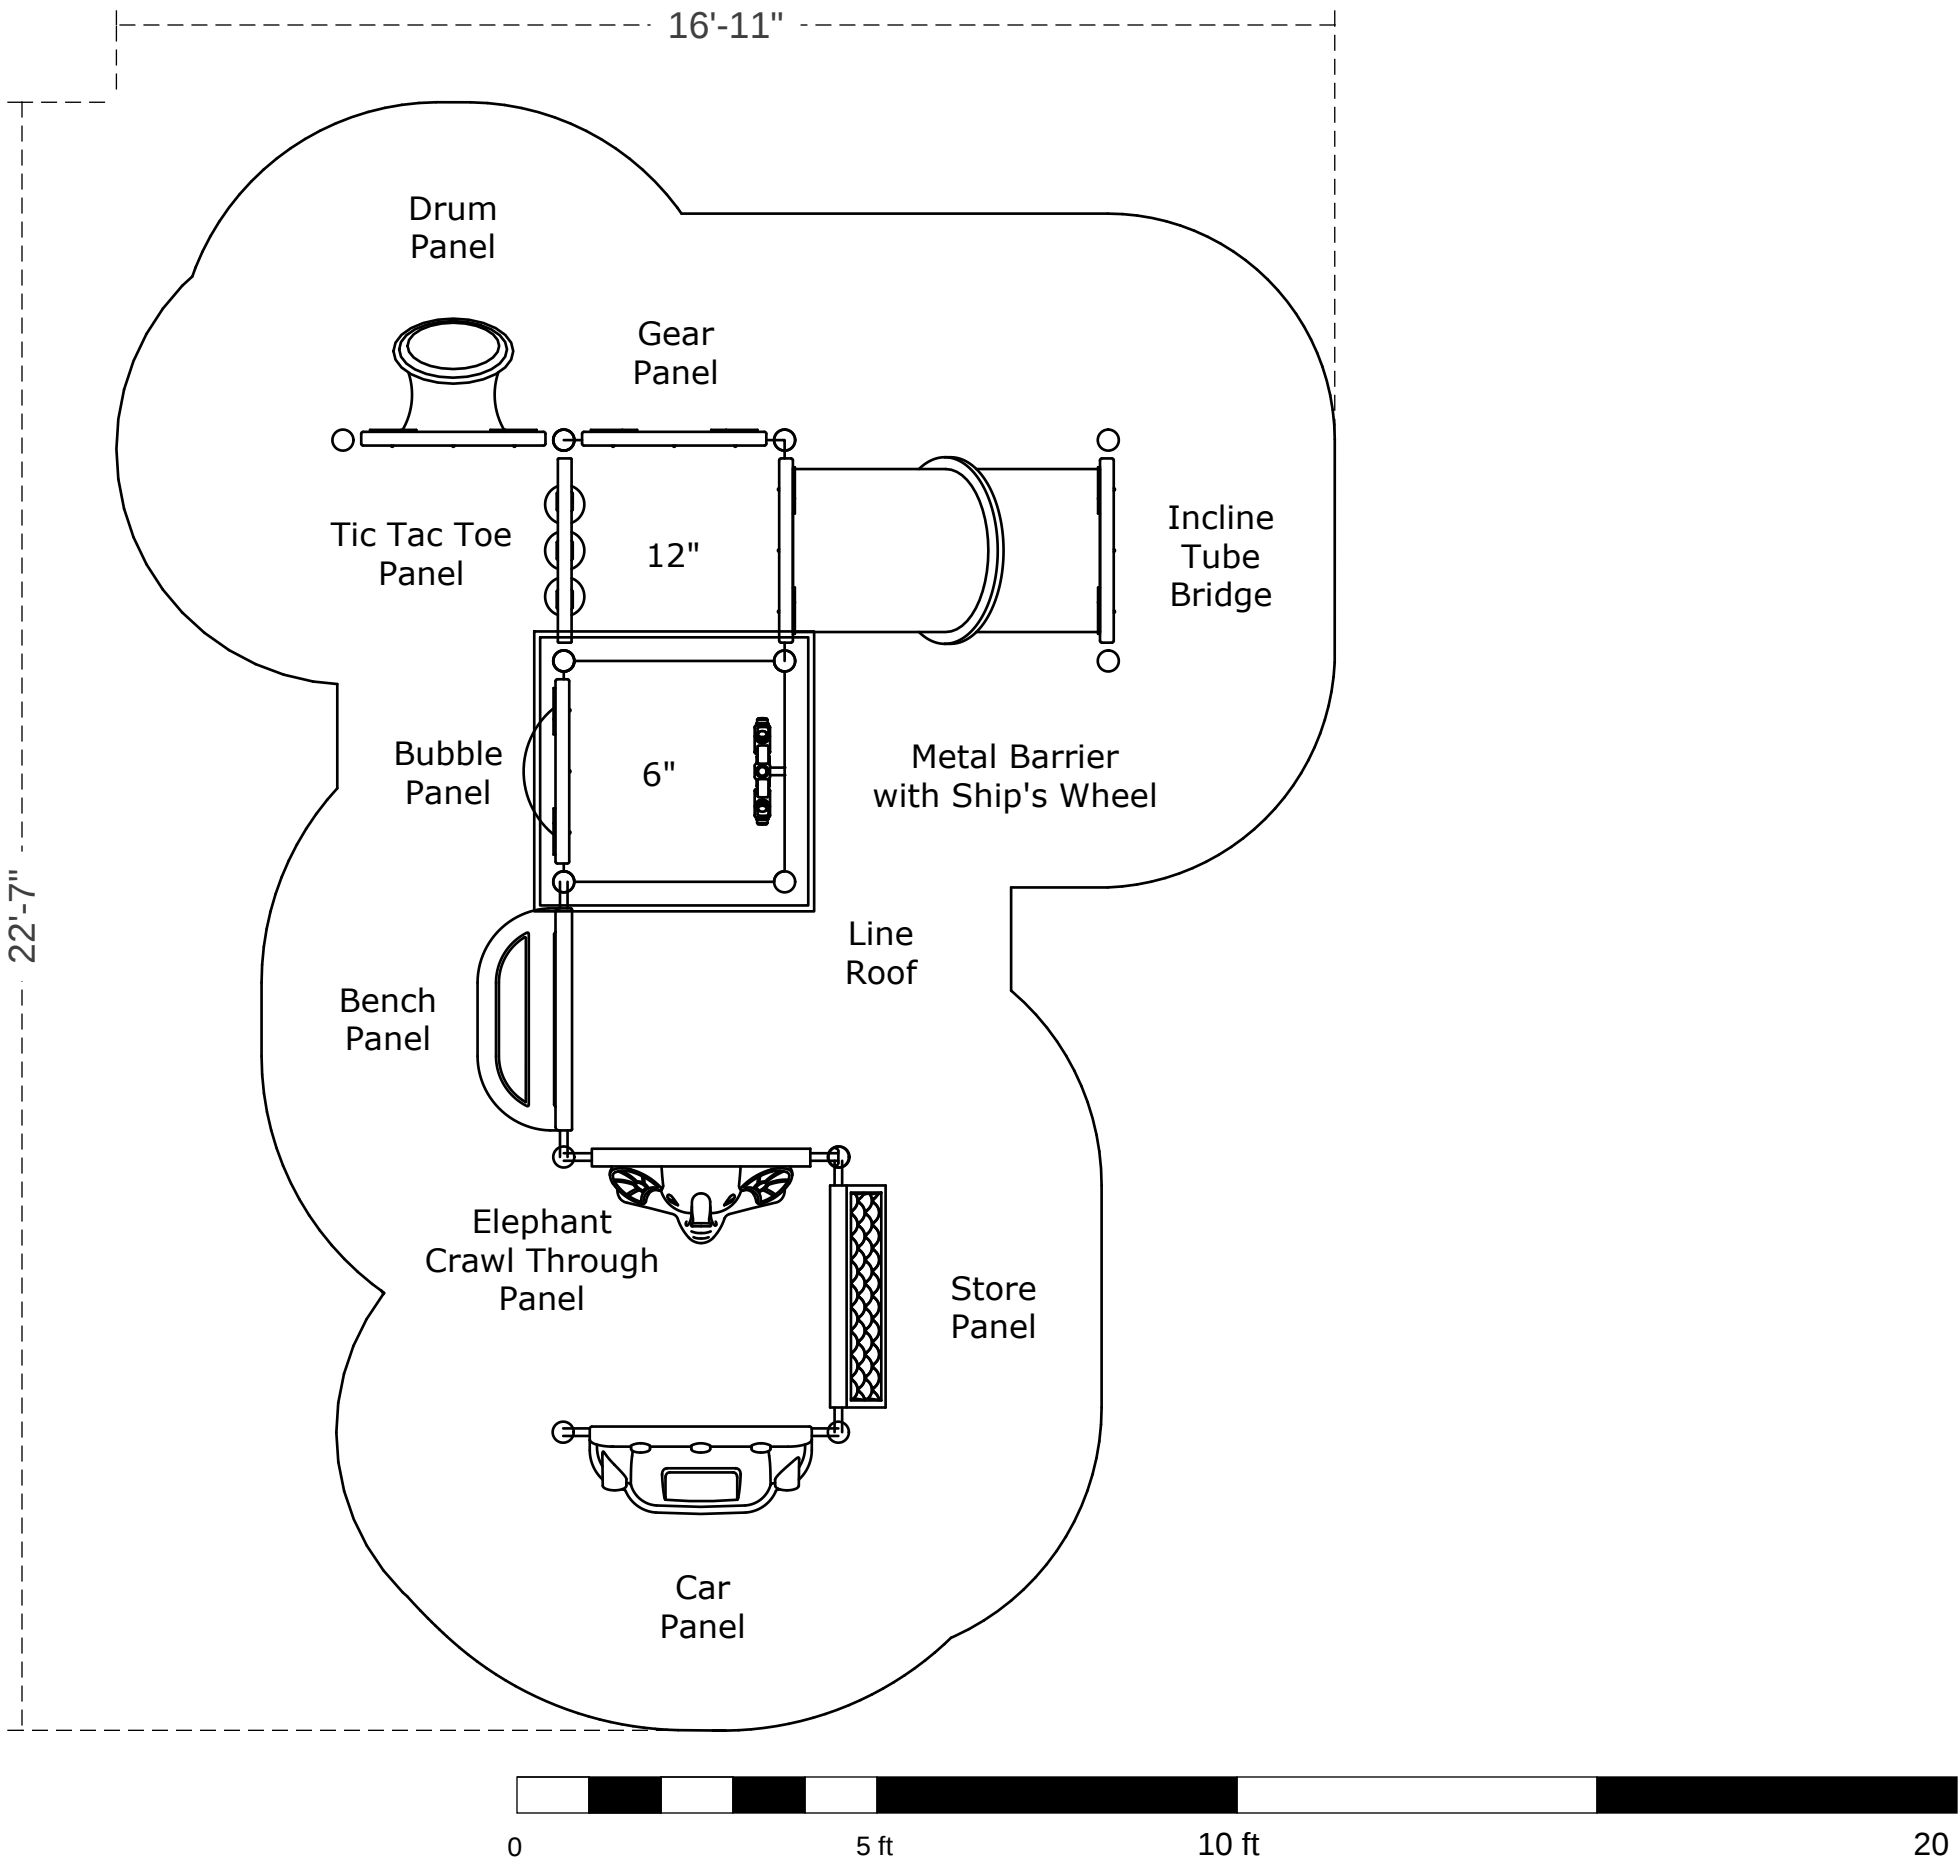 16'-11"
Drum
Panel
Gear
Panel
Tic Tac Toe
Panel
12"
Incline
Tube
Bridge
Bubble
Panel
6"
Metal Barrier
with Ship's Wheel
22'-7"
Line
Roof
Bench
Panel
Elephant
Crawl Through
Panel
Store
Panel
Car
Panel
0
5 ft
10 ft
20